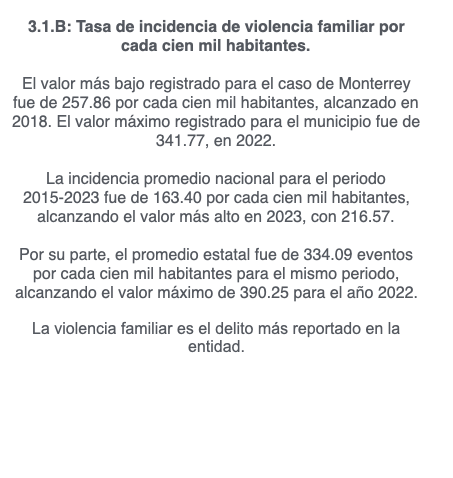 3.1.B: Tasa de incidencia de violencia familiar por
cada cien mil habitantes.
El valor más bajo registrado para el caso de Monterrey
fue de 257.86 por cada cien mil habitantes, alcanzado en
2018. El valor máximo registrado para el municipio fue de
341.77, en 2022.
La incidencia promedio nacional para el periodo
2015-2023 fue de 163.40 por cada cien mil habitantes,
alcanzando el valor más alto en 2023, con 216.57.
Por su parte, el promedio estatal fue de 334.09 eventos
por cada cien mil habitantes para el mismo periodo,
alcanzando el valor máximo de 390.25 para el año 2022.
La violencia familiar es el delito más reportado en la
entidad.